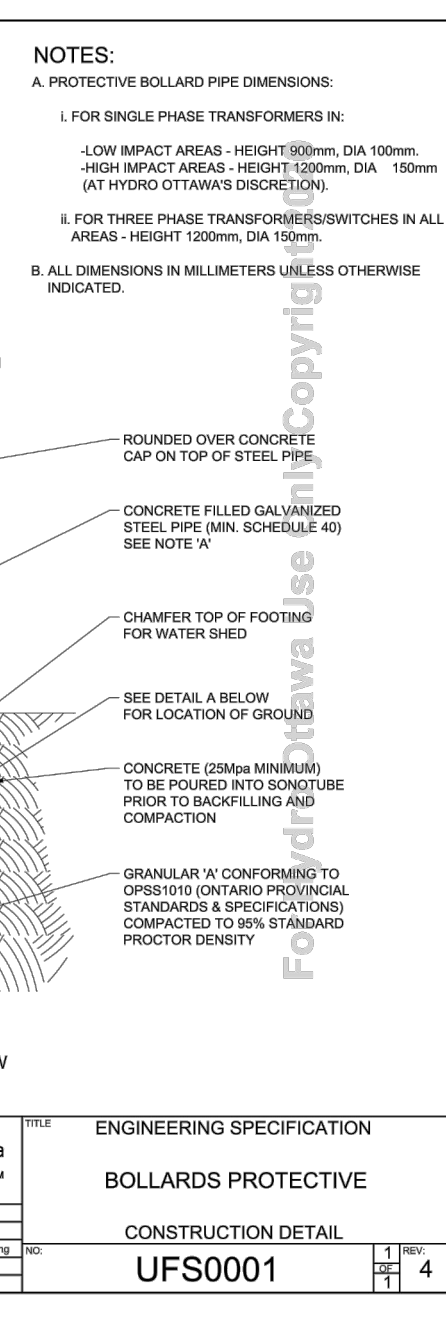 NOTES:
A. PROTECTIVE BOLLARD PIPE DIMENSIONS:
i. FOR SINGLE PHASE TRANSFORMERS IN:
-LOW IMPACT AREAS - HEIGHT 900mm, DIA 100mm.
-HIGH IMPACT AREAS - HEIGHT 1200mm, DIA 150mm
(AT HYDRO OTTAWA'S DISCRETION).
ii. FOR THREE PHASE TRANSFORMERS/SWITCHES IN ALL
AREAS - HEIGHT 1200mm, DIA 150mm.
B. ALL DIMENSIONS IN MILLIMETERS UNLESS OTHERWISE
INDICATED.
ROUNDED OVER CONCRETE
CAP ON TOP OF STEEL PIPE
CONCRETE FILLED GALVANIZED
STEEL PIPE (MIN. SCHEDULE 40)
SEE NOTE 'A'
CHAMFER TOP OF FOOTING
FOR WATER SHED
SEE DETAIL A BELOW
FOR LOCATION OF GROUND
CONCRETE (25Mpa MINIMUM)
TO BE POURED INTO SONOTUBE
PRIOR TO BACKFILLING AND
COMPACTION
GRANULAR 'A' CONFORMING TO
OPSS1010 (ONTARIO PROVINCIAL
STANDARDS & SPECIFICATIONS)
COMPACTED TO 95% STANDARD
PROCTOR DENSITY
For Hydro Ottawa Use Only Copyright 2020
TITLE
ENGINEERING SPECIFICATION
BOLLARDS PROTECTIVE
CONSTRUCTION DETAIL
NO:
UFS0001
1
OF
1
REV:
4